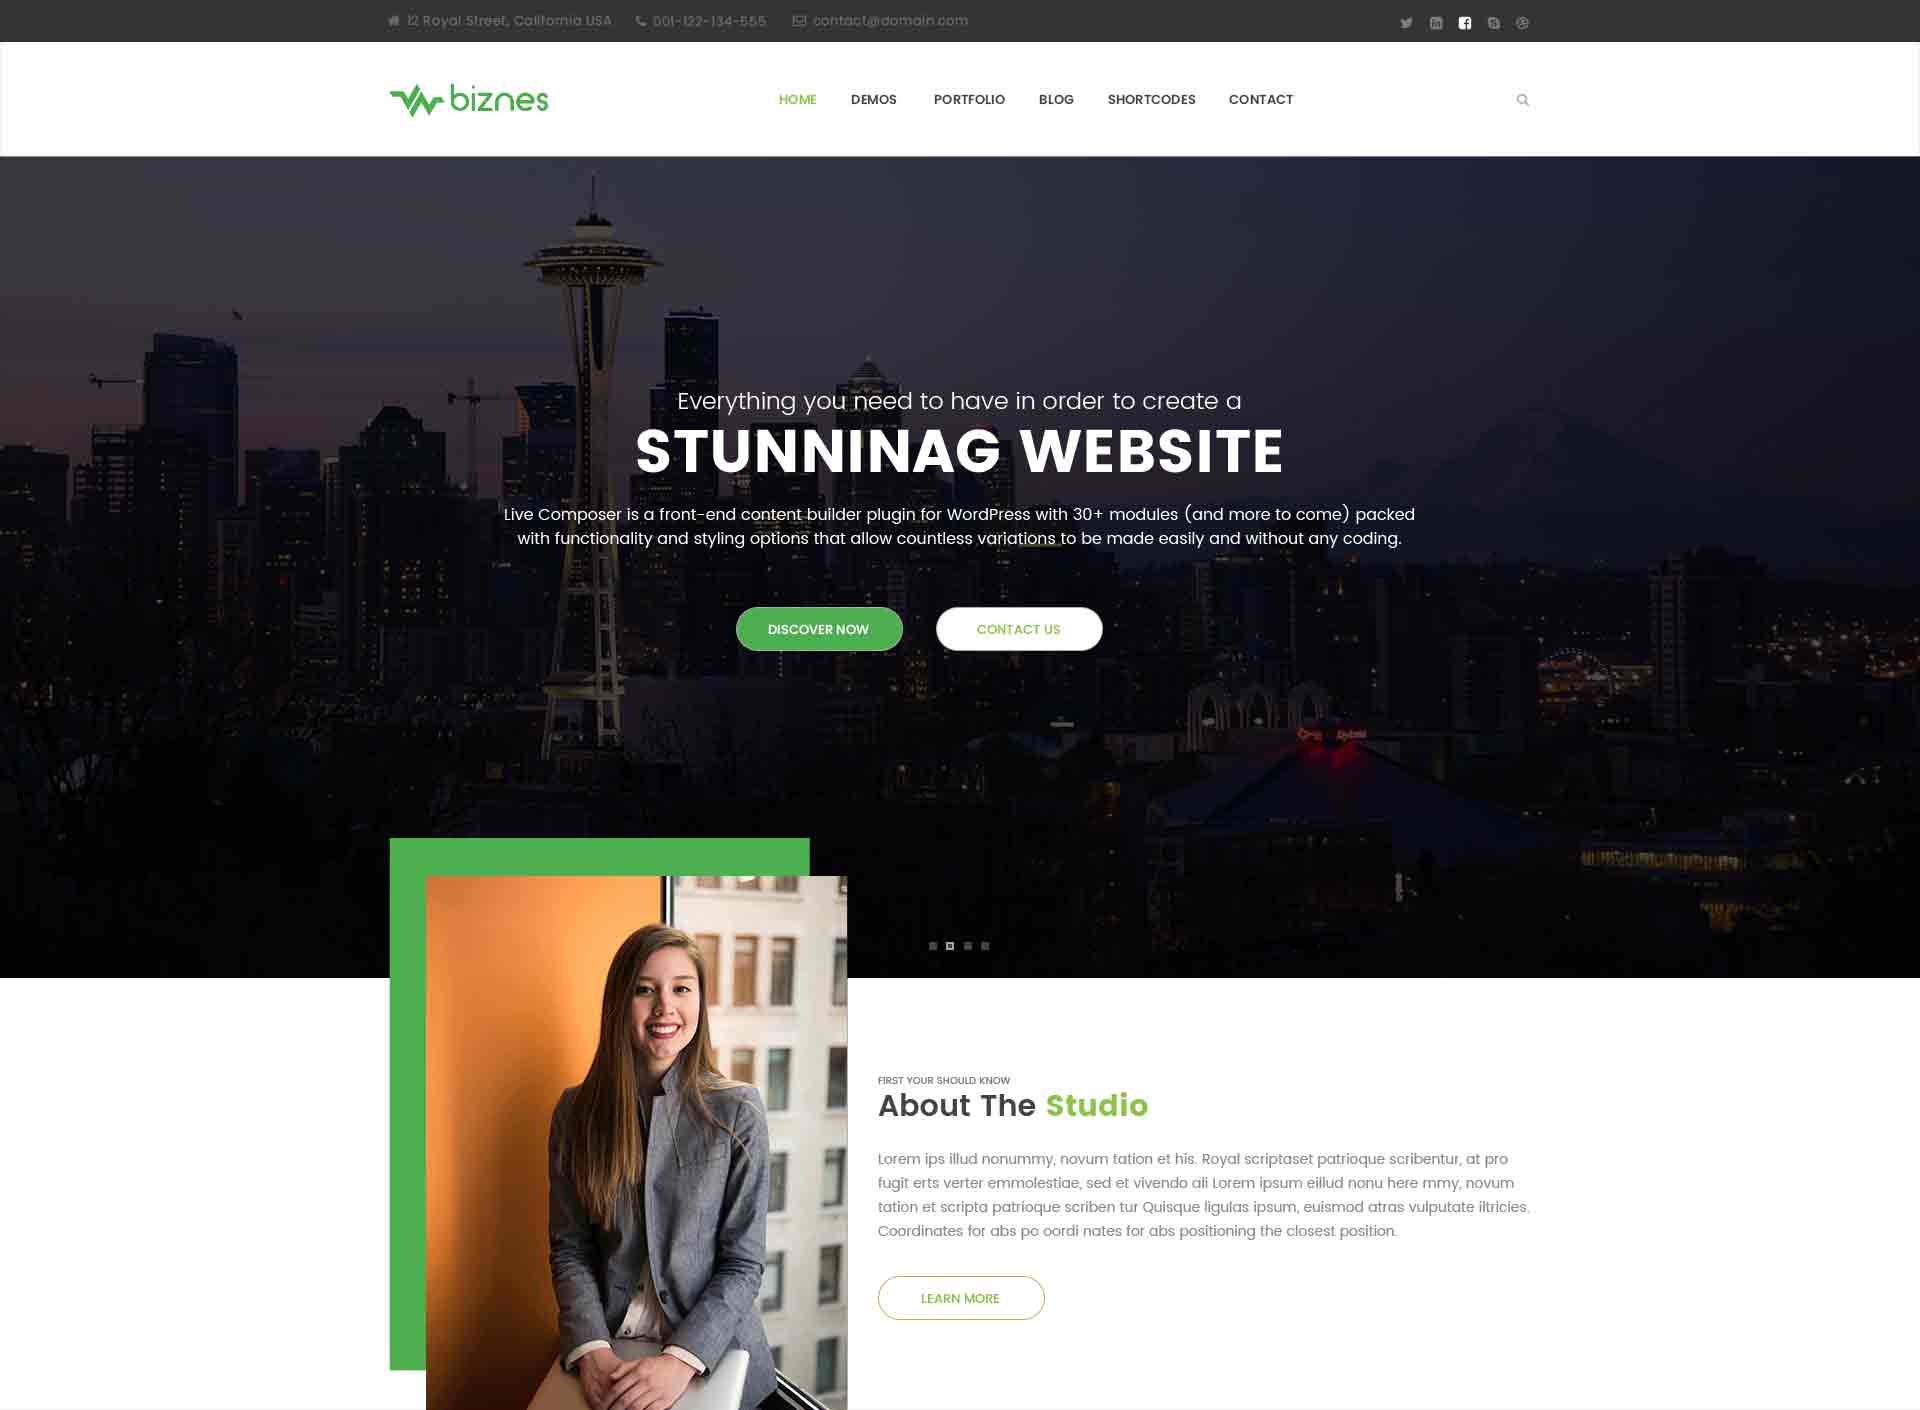 12 Royal Street, California USA 001-122-134-555 contact@domain.com
biznes
HOME DEMOS PORTFOLIO BLOG SHORTCODES CONTACT
Everything you need to have in order to create a
STUNNINAG WEBSITE
Live Composer is a front-end content builder plugin for WordPress with 30+ modules (and more to come) packed
with functionality and styling options that allow countless variations to be made easily and without any coding.
DISCOVER NOW CONTACT US
FIRST YOUR SHOULD KNOW
About The Studio
Lorem ips illud nonummy, novum tation et his. Royal scriptaset patrioque scribentur, at pro
fugit erts verter emmolestiae, sed et vivendo ali Lorem ipsum eillud nonu here mmy, novum
tation et scripta patrioque scriben tur Quisque ligulas ipsum, euismod atras vulputate iltricies.
Coordinates for abs po oordi nates for abs positioning the closest position.
LEARN MORE